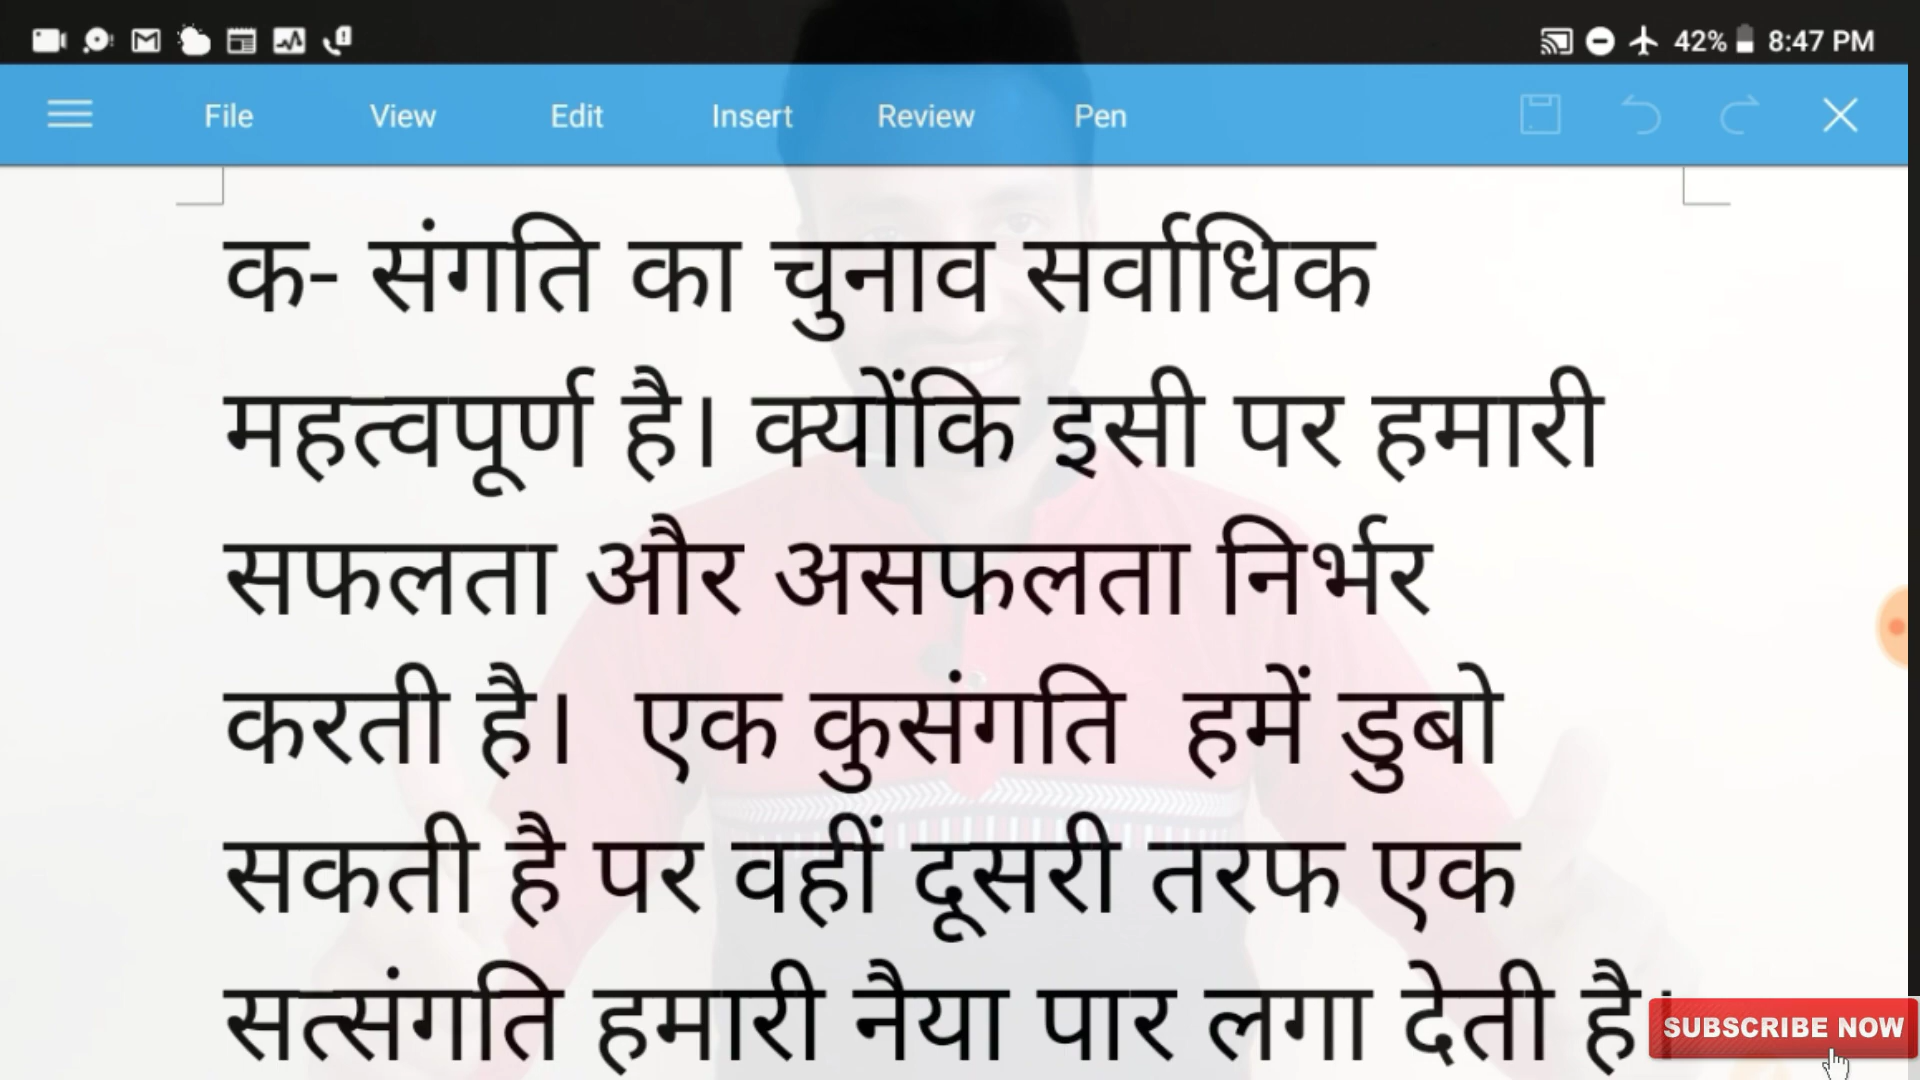 42% 8:47 PM
File View Edit Insert Review Pen
क- संगति का चुनाव सर्वाधिक
महत्वपूर्ण है। क्योंकि इसी पर हमारी
सफलता और असफलता निर्भर
करती है। एक कुसंगति हमें डुबो
सकती है पर वहीं दूसरी तरफ एक
सत्संगति हमारी नैया पार लगा देती है।
SUBSCRIBE NOW